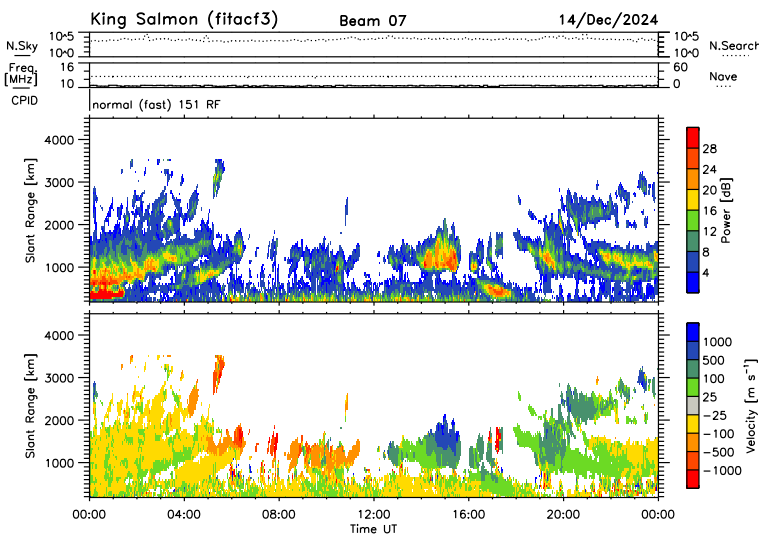 King Salmon (fitacf3) Beam 07 14/Dec/2024
N.Sky 10^5 10^0 10^5 10^0 N.Search
Freq. [MHz] 16 10 60 0 Nave
CPID normal (fast) 151 RF
Slant Range [km] 4000 3000 2000 1000
28 24 20 16 12 8 4 Power [dB]
Slant Range [km] 4000 3000 2000 1000
1000 500 100 25 -25 -100 -500 -1000 Velocity [m s⁻¹]
00:00 04:00 08:00 12:00 16:00 20:00 00:00
Time UT